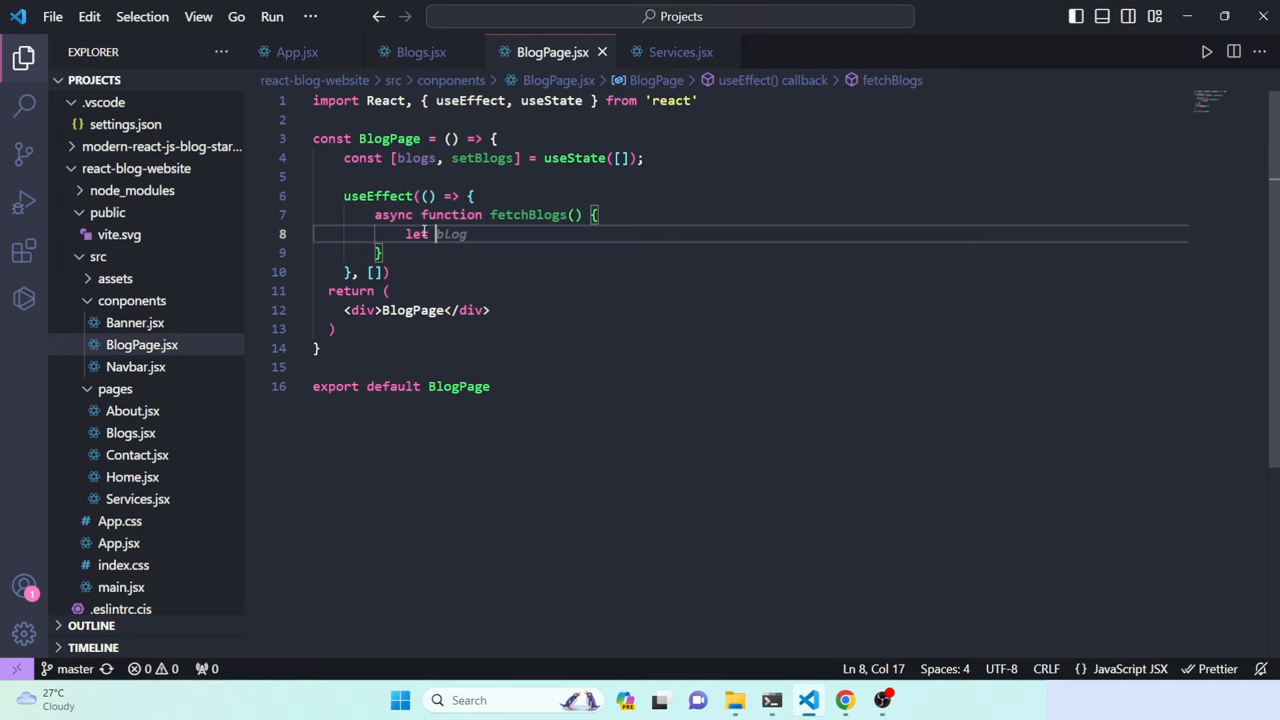 File Edit Selection View Go Run ··· Projects
EXPLORER ···
PROJECTS
.vscode
settings.json
modern-react-js-blog-star...
react-blog-website
node_modules
public
vite.svg
src
assets
conponents
Banner.jsx
BlogPage.jsx
Navbar.jsx
pages
About.jsx
Blogs.jsx
Contact.jsx
Home.jsx
Services.jsx
App.css
App.jsx
index.css
main.jsx
.eslintrc.cjs
OUTLINE
TIMELINE
1
App.jsx Blogs.jsx BlogPage.jsx Services.jsx ···
react-blog-website > src > conponents > BlogPage.jsx > BlogPage > useEffect() callback > fetchBlogs
1 import React, { useEffect, useState } from 'react'
2
3 const BlogPage = () => {
4 const [blogs, setBlogs] = useState([]);
5
6 useEffect(() => {
7 async function fetchBlogs() {
8 let blog
9 }
10 }, [])
11 return (
12 <div>BlogPage</div>
13 )
14 }
15
16 export default BlogPage
master 0 0 0 Ln 8, Col 17 Spaces: 4 UTF-8 CRLF {} JavaScript JSX Prettier
27°C
Cloudy
Search
PRE